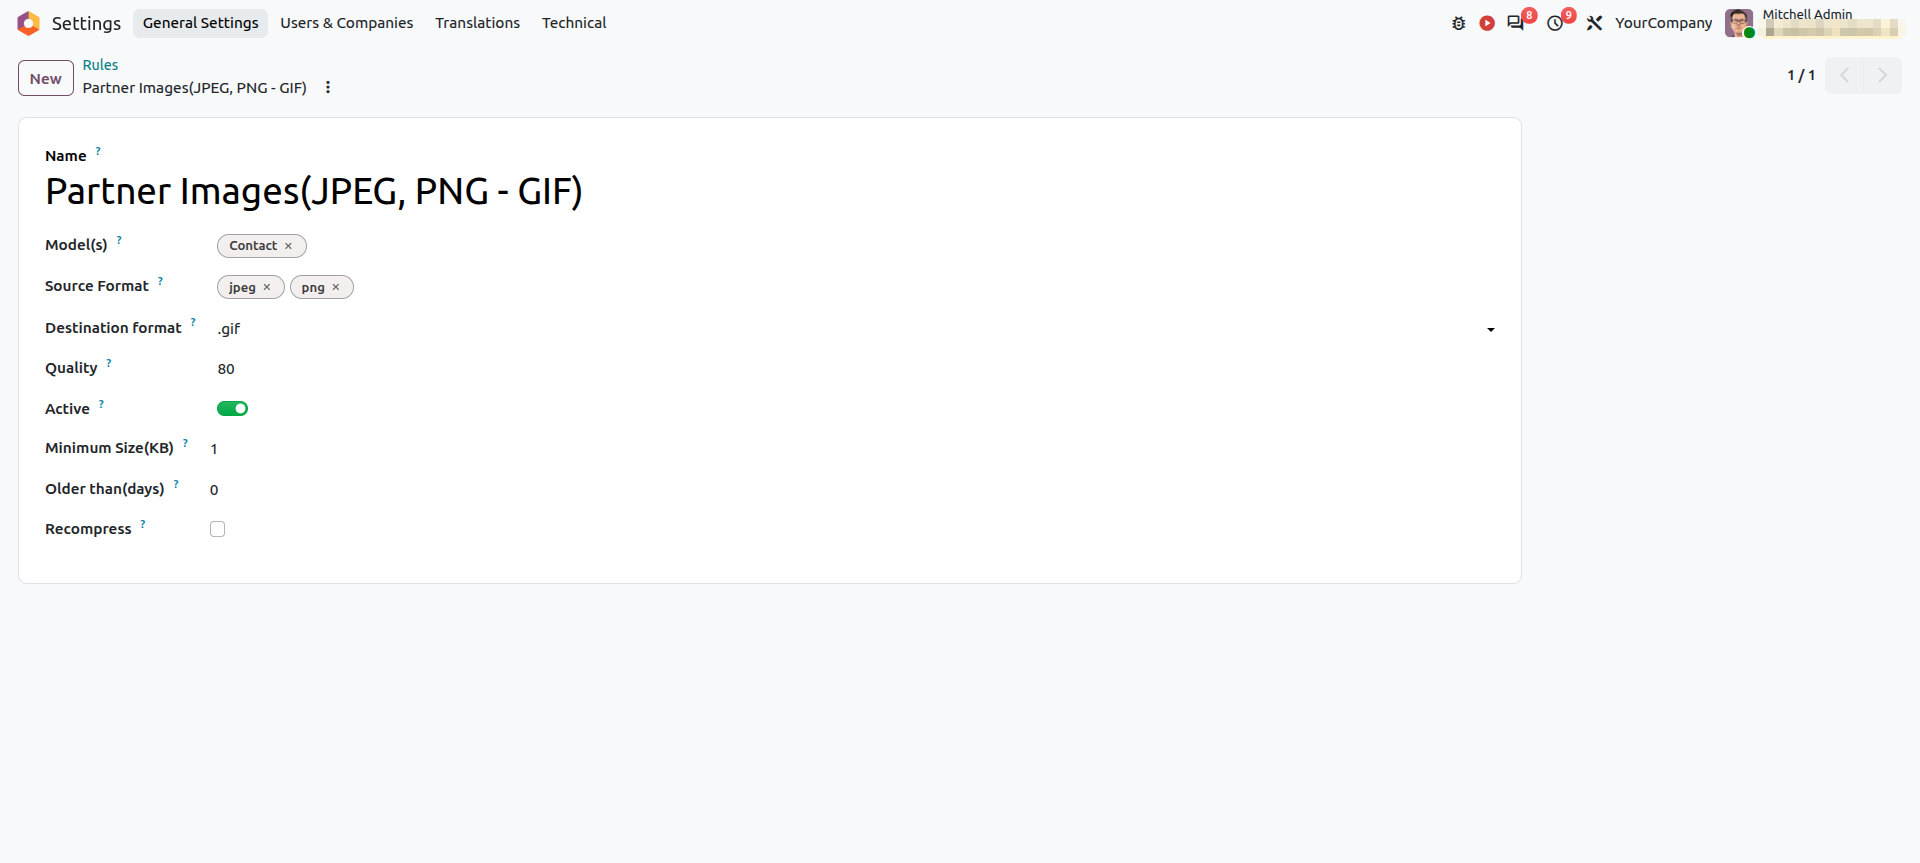 Settings General Settings Users & Companies Translations Technical 8 9 YourCompany Mitchell Admin
New Rules
Partner Images(JPEG, PNG - GIF) 1 / 1
Name ?
Partner Images(JPEG, PNG - GIF)
Model(s) ? Contact ×
Source Format ? jpeg × png ×
Destination format ? .gif
Quality ? 80
Active ?
Minimum Size(KB) ? 1
Older than(days) ? 0
Recompress ?